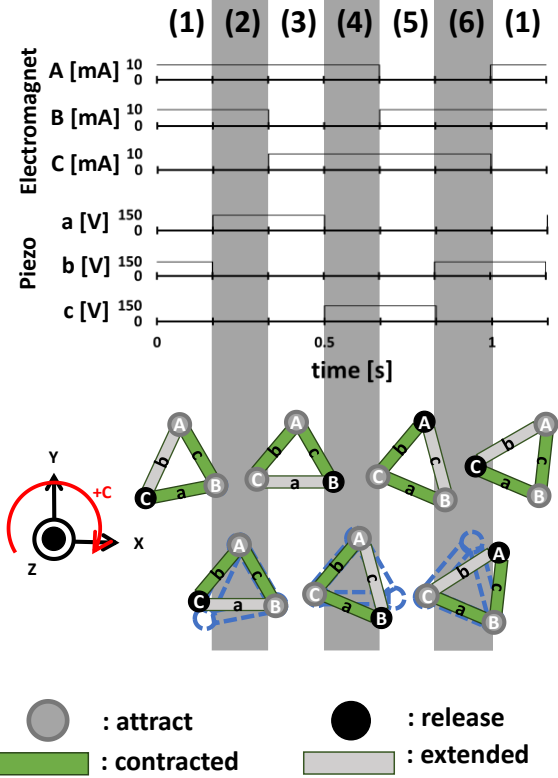 (1) (2) (3) (4) (5) (6) (1)
Electromagnet
A [mA] 10
0
B [mA] 10
0
C [mA] 10
0
Piezo
a [V] 150
0
b [V] 150
0
c [V] 150
0
0 0.5 1
time [s]
A b c C a B
A b c C a B
A b c C a B
A b c C a B
Y +C X Z
A b c C a B
A b c C a B
A b c C a B
: attract : release
: contracted : extended